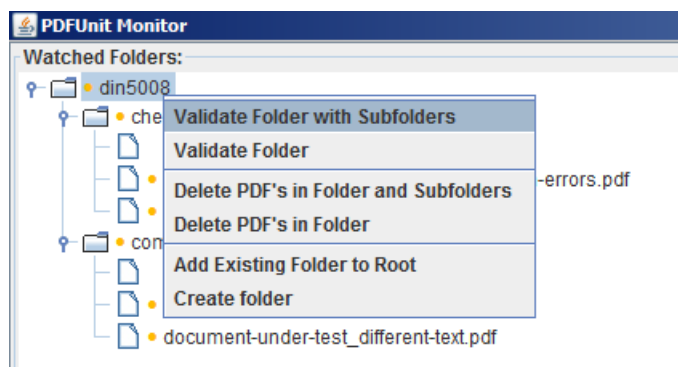 PDFUnit Monitor
Watched Folders:
din5008
che
Validate Folder with Subfolders
Validate Folder
-errors.pdf
Delete PDF's in Folder and Subfolders
Delete PDF's in Folder
com
Add Existing Folder to Root
Create folder
document-under-test_different-text.pdf